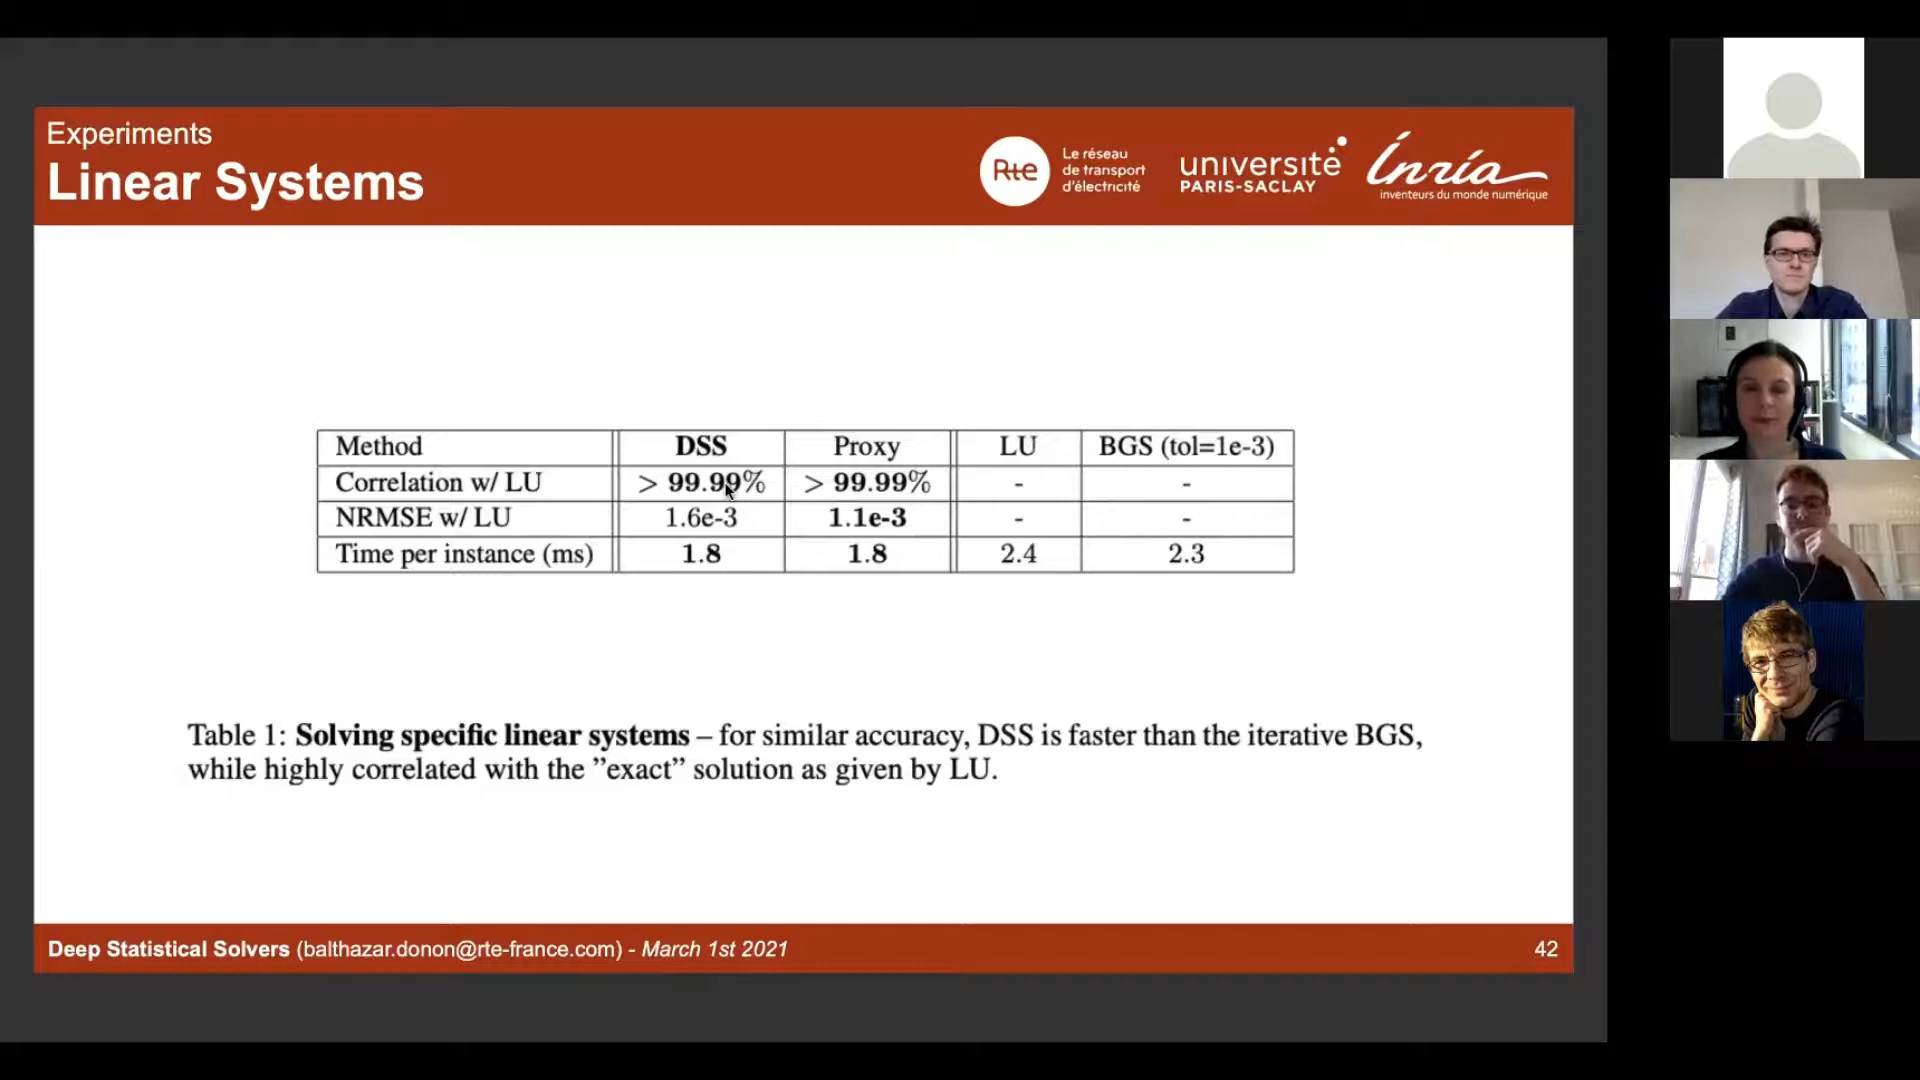 Experiments
Linear Systems
Rte
Le réseau
de transport
d'électricité
universite
PARIS-SACLAY
Inría
inventeurs du monde numérique
Method DSS Proxy LU BGS (tol=1e-3)
Correlation w/ LU > 99.99% > 99.99% - -
NRMSE w/ LU 1.6e-3 1.1e-3 - -
Time per instance (ms) 1.8 1.8 2.4 2.3
Table 1: Solving specific linear systems – for similar accuracy, DSS is faster than the iterative BGS,
while highly correlated with the ”exact” solution as given by LU.
Deep Statistical Solvers (balthazar.donon@rte-france.com) - March 1st 2021
42